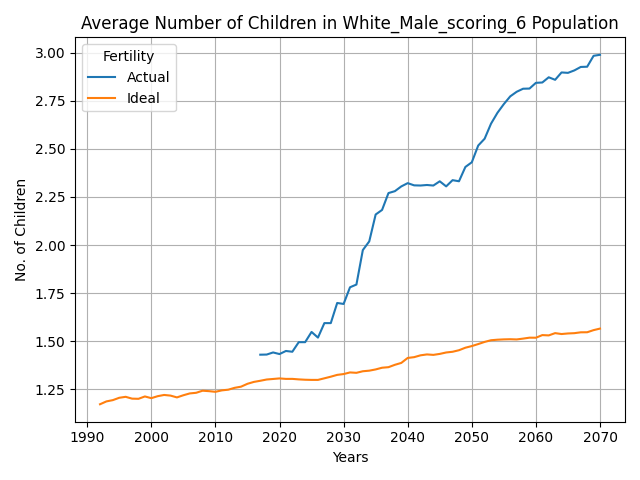 Average Number of Children in White_Male_scoring_6 Population
Fertility
Actual
Ideal
No. of Children
3.00
2.75
2.50
2.25
2.00
1.75
1.50
1.25
1990 2000 2010 2020 2030 2040 2050 2060 2070
Years